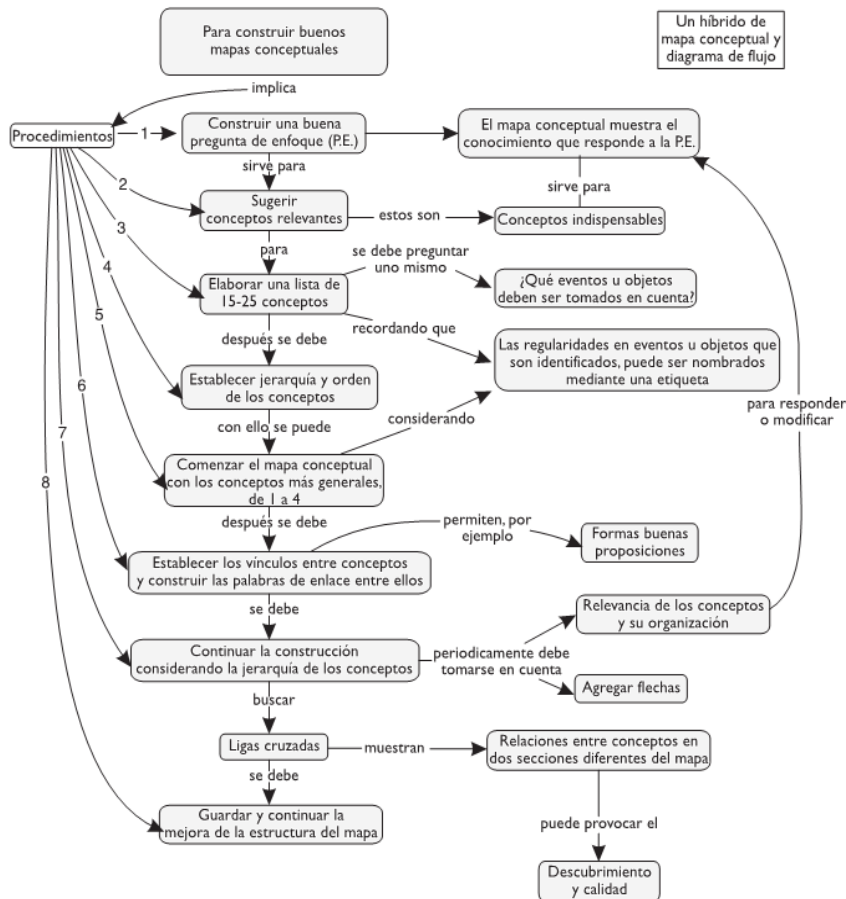 Para construir buenos
mapas conceptuales
Un híbrido de
mapa conceptual y
diagrama de flujo
implica
Procedimientos
1
Construir una buena
pregunta de enfoque (P.E.)
El mapa conceptual muestra el
conocimiento que responde a la P.E.
sirve para
sirve para
2
Sugerir
conceptos relevantes
estos son
Conceptos indispensables
3
para
se debe preguntar
uno mismo
4
Elaborar una lista de
15-25 conceptos
¿Qué eventos u objetos
deben ser tomados en cuenta?
5
después se debe
recordando que
Las regularidades en eventos u objetos que
son identificados, puede ser nombrados
mediante una etiqueta
6
Establecer jerarquía y orden
de los conceptos
para responder
o modificar
7
con ello se puede
considerando
8
Comenzar el mapa conceptual
con los conceptos más generales,
de 1 a 4
después se debe
permiten, por
ejemplo
Formas buenas
proposiciones
Establecer los vínculos entre conceptos
y construir las palabras de enlace entre ellos
se debe
Relevancia de los conceptos
y su organización
Continuar la construcción
considerando la jerarquía de los conceptos
periodicamente debe
tomarse en cuenta
Agregar flechas
buscar
Ligas cruzadas
muestran
Relaciones entre conceptos en
dos secciones diferentes del mapa
se debe
Guardar y continuar la
mejora de la estructura del mapa
puede provocar el
Descubrimiento
y calidad